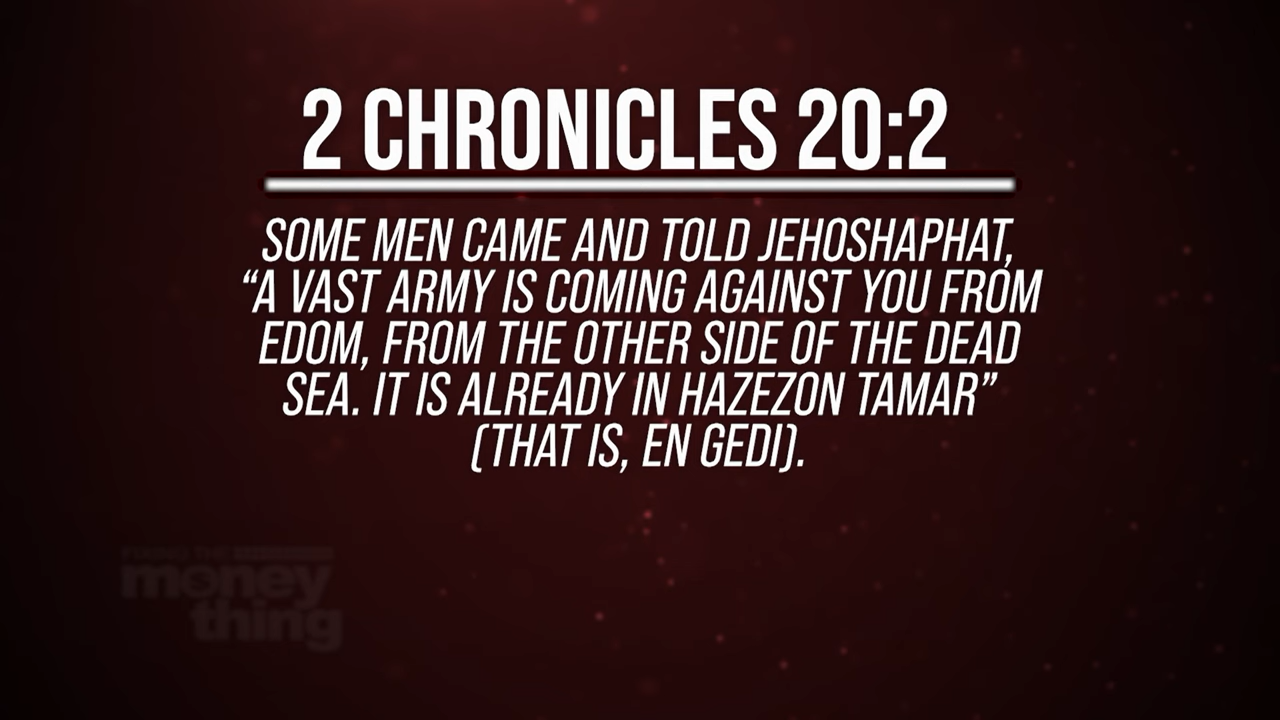 2 CHRONICLES 20:2
SOME MEN CAME AND TOLD JEHOSHAPHAT,
“A VAST ARMY IS COMING AGAINST YOU FROM
EDOM, FROM THE OTHER SIDE OF THE DEAD
SEA. IT IS ALREADY IN HAZEZON TAMAR”
(THAT IS, EN GEDI).
FIXING THE
money
thing